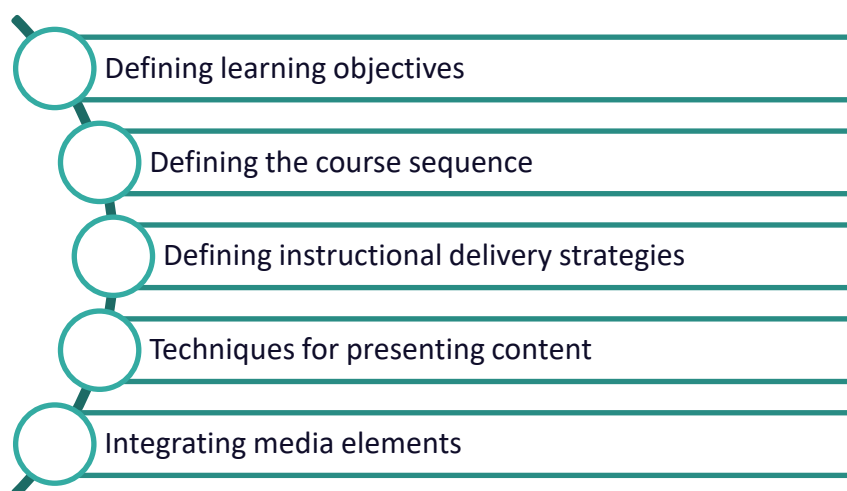 Defining learning objectives
Defining the course sequence
Defining instructional delivery strategies
Techniques for presenting content
Integrating media elements